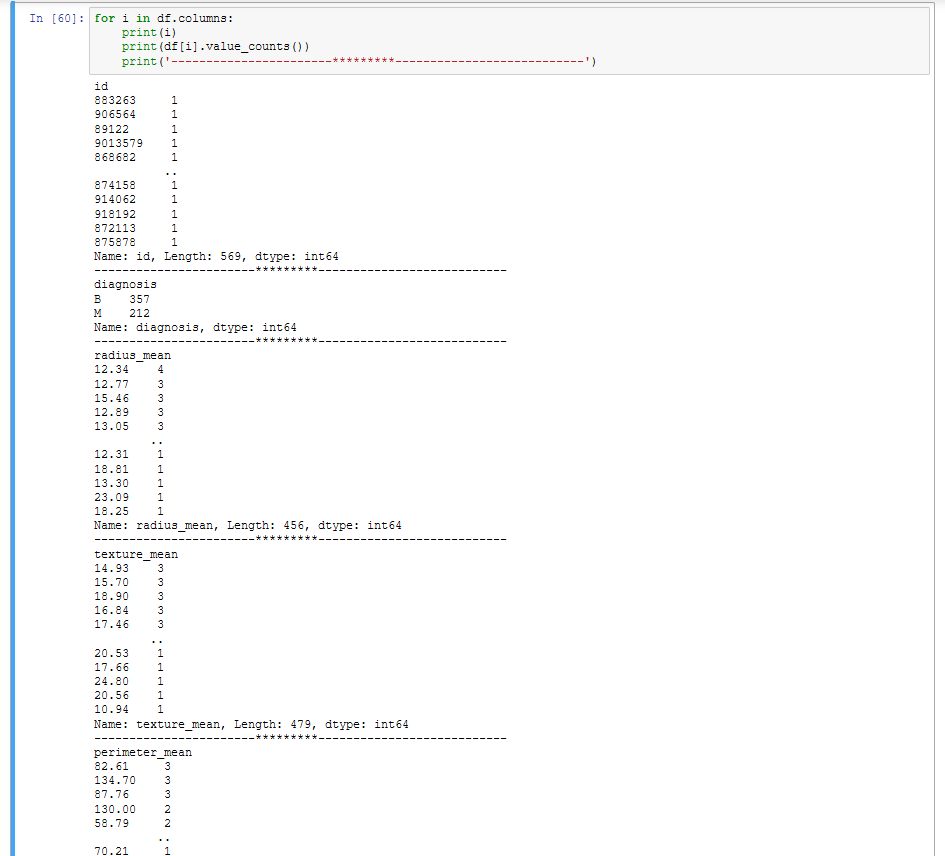 In [60]: for i in df.columns:
    print(i)
    print(df[i].value_counts())
    print('-----------------------*********---------------------------')
id
883263     1
906564     1
89122      1
9013579    1
868682     1
          ..
874158     1
914062     1
918192     1
872113     1
875878     1
Name: id, Length: 569, dtype: int64
-----------------------*********---------------------------
diagnosis
B    357
M    212
Name: diagnosis, dtype: int64
-----------------------*********---------------------------
radius_mean
12.34    4
12.77    3
15.46    3
12.89    3
13.05    3
        ..
12.31    1
18.81    1
13.30    1
23.09    1
18.25    1
Name: radius_mean, Length: 456, dtype: int64
-----------------------*********---------------------------
texture_mean
14.93    3
15.70    3
18.90    3
16.84    3
17.46    3
        ..
20.53    1
17.66    1
24.80    1
20.56    1
10.94    1
Name: texture_mean, Length: 479, dtype: int64
-----------------------*********---------------------------
perimeter_mean
82.61     3
134.70    3
87.76     3
130.00    2
58.79     2
         ..
70.21     1